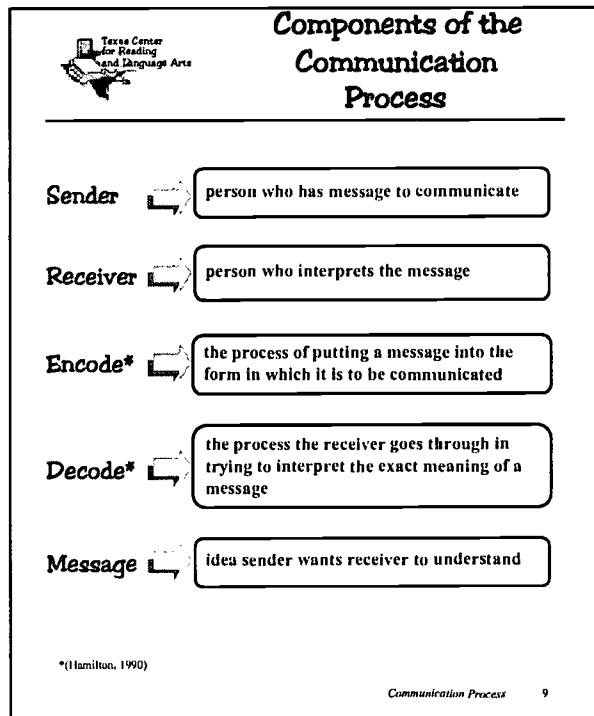 Texas Center
for Reading
and Language Arts
Components of the
Communication
Process
Sender
person who has message to communicate
Receiver
person who interprets the message
Encode*
the process of putting a message into the
form in which it is to be communicated
Decode*
the process the receiver goes through in
trying to interpret the exact meaning of a
message
Message
idea sender wants receiver to understand
*(Hamilton, 1990)
Communication Process 9